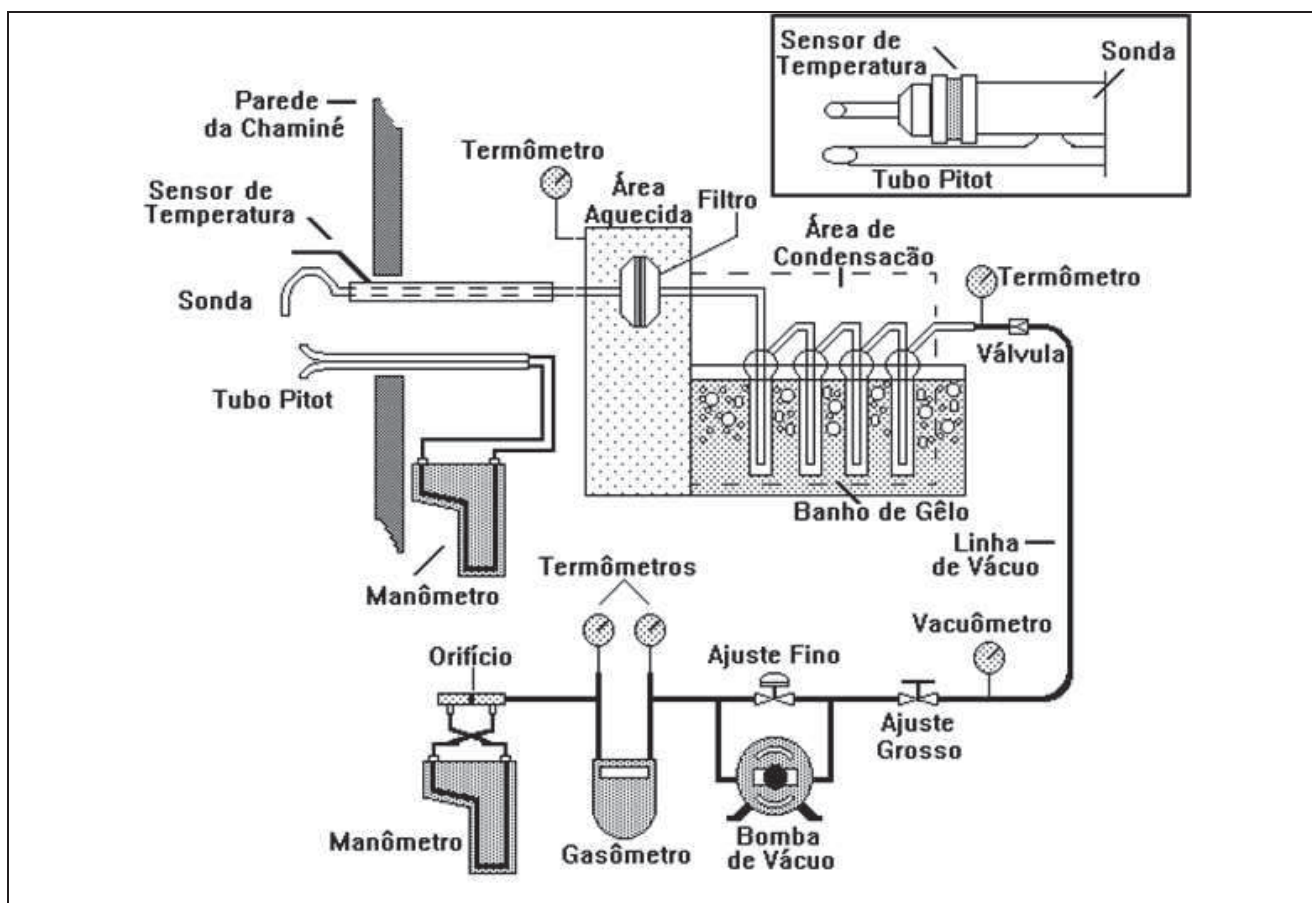 Sensor de
Temperatura
Sonda
Tubo Pitot
Parede
da Chaminé
Termômetro
Área
Aquecida
Filtro
Sensor de
Temperatura
Área de
Condensacão
Termômetro
Sonda
Válvula
Tubo Pitot
Banho de Gêlo
Linha
de Vácuo
Manômetro
Termômetros
Vacuômetro
Orifício
Ajuste Fino
Ajuste
Grosso
Manômetro
Gasômetro
Bomba
de Vácuo